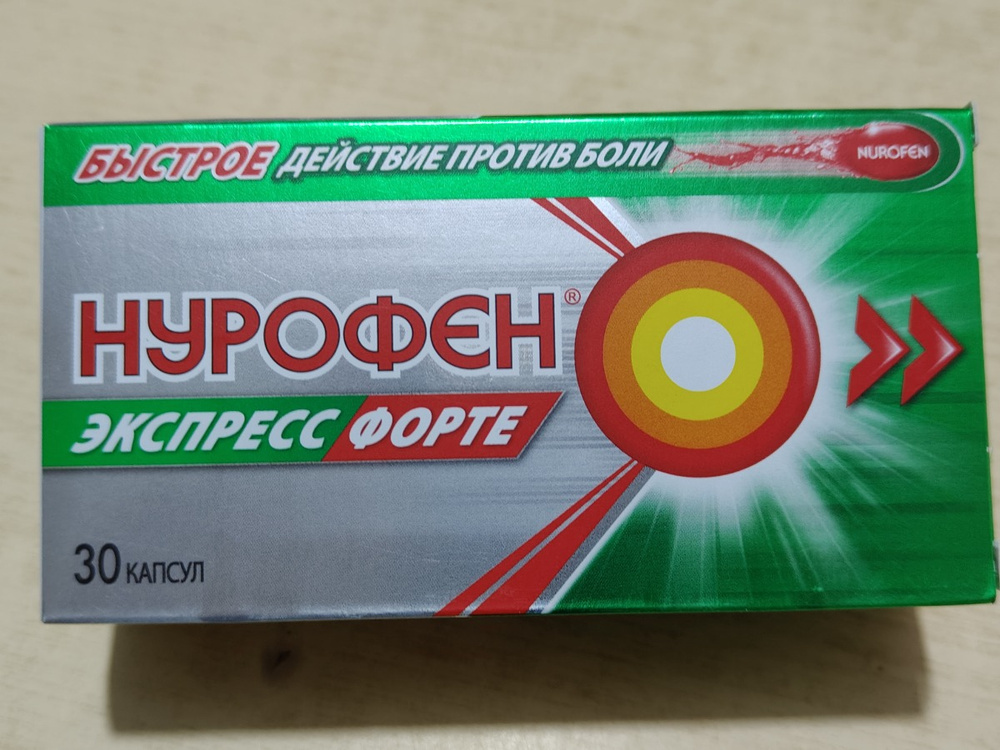 БЫСТРОЕ ДЕЙСТВИЕ ПРОТИВ БОЛИ
NUROFEN
НУРОФЕН®
ЭКСПРЕСС ФОРТЕ
30 КАПСУЛ